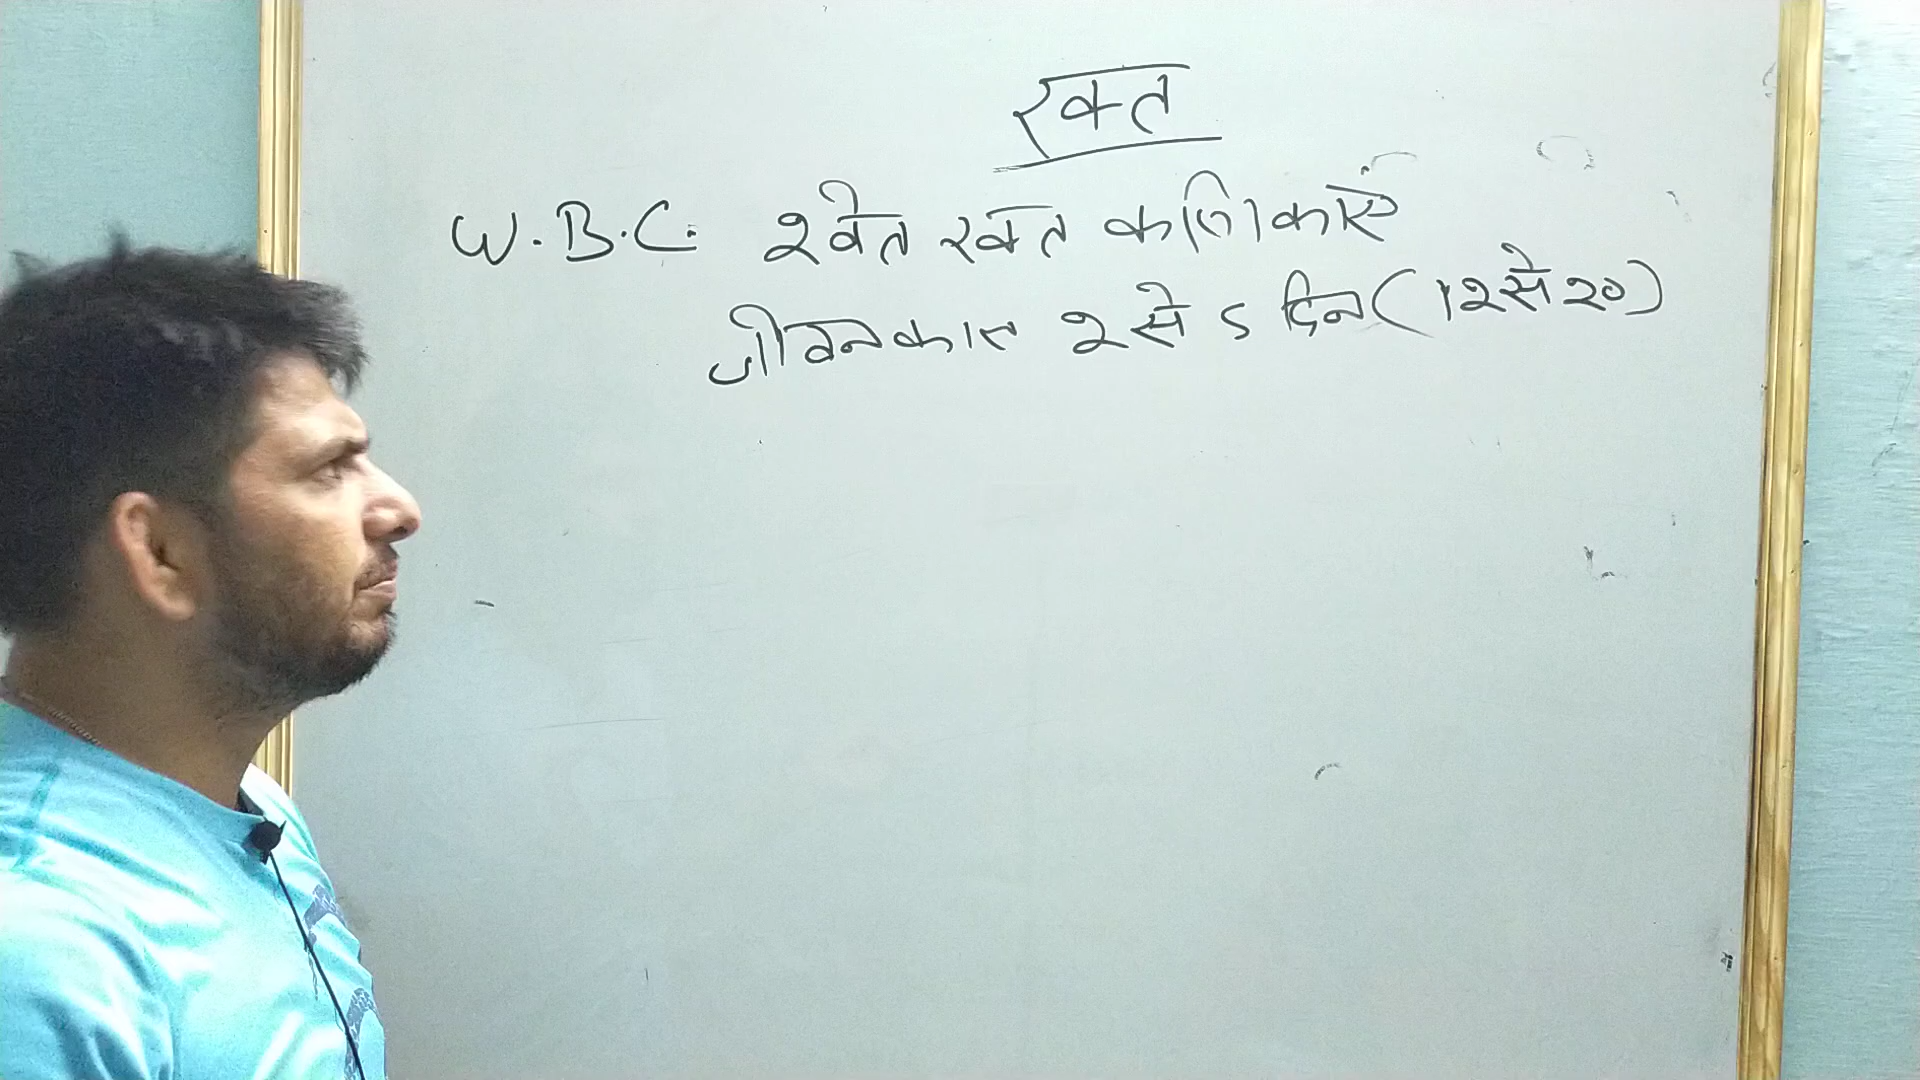 रक्त
W.B.C. श्वेत रक्त कणिकाएं
जीवनकाल 2 से 5 दिन (12 से 20)